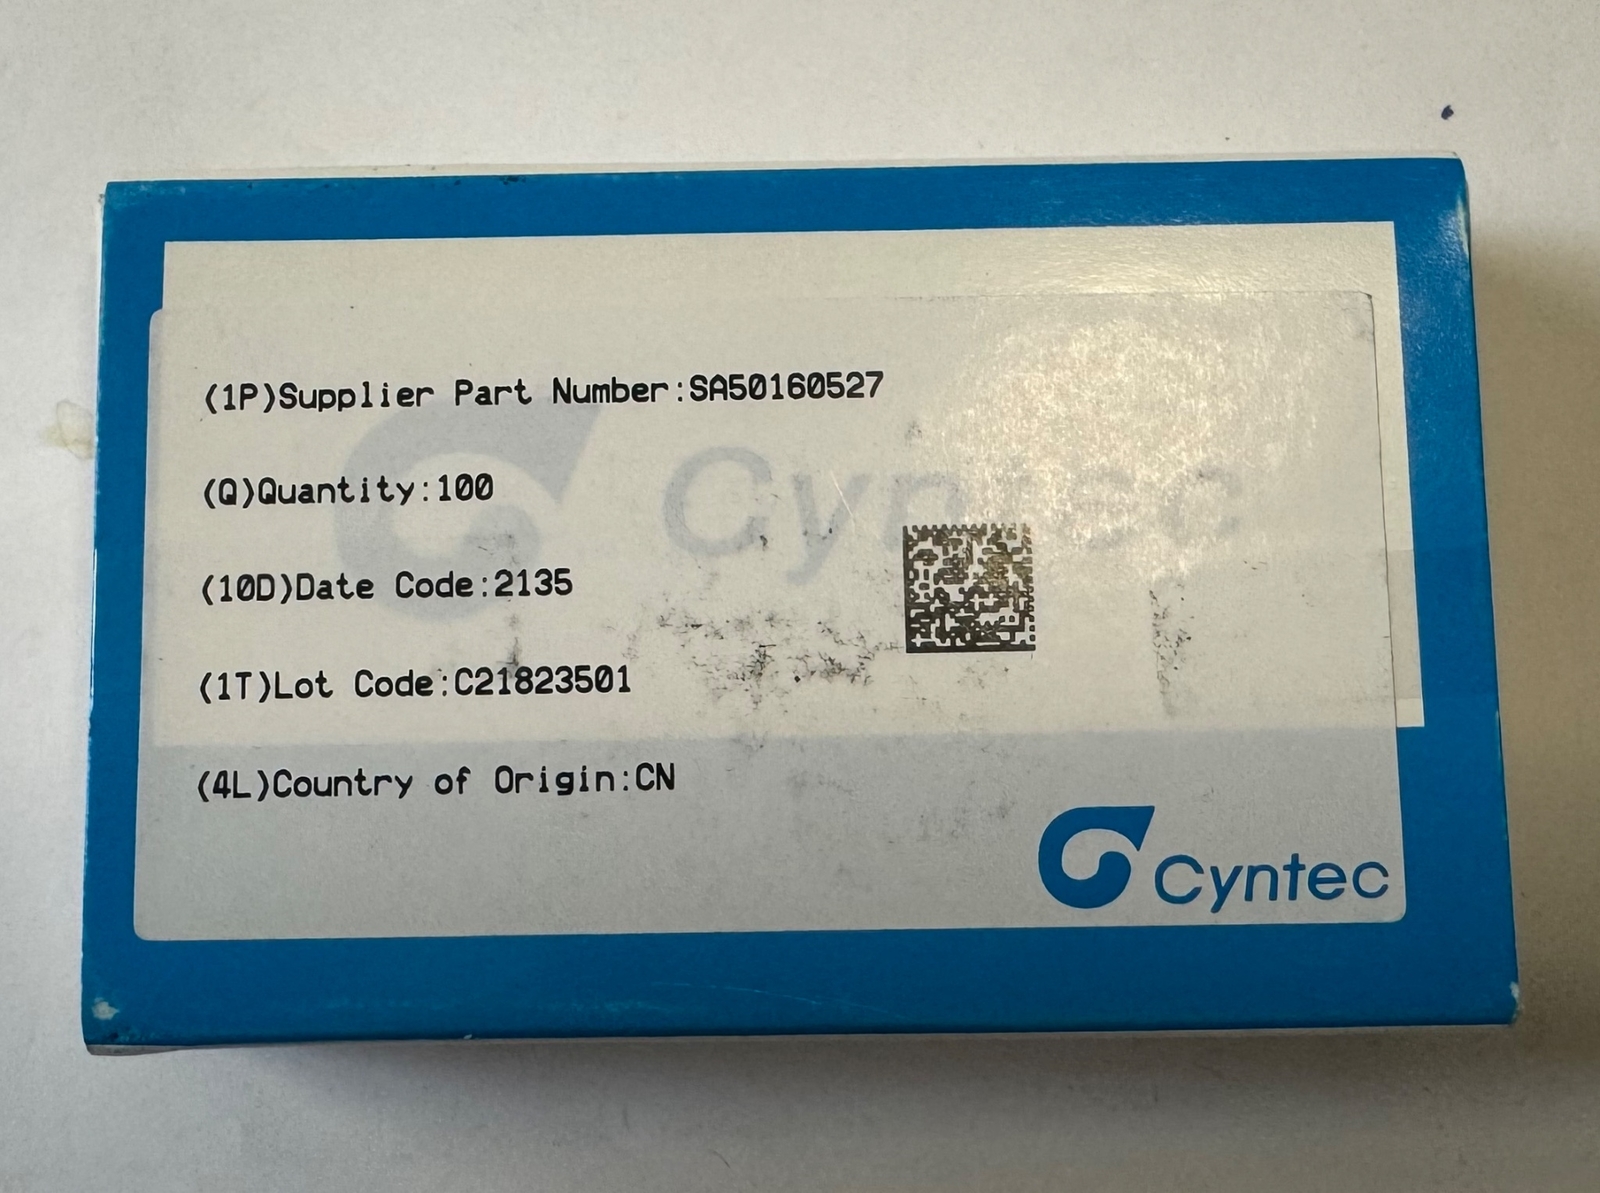 (1P)Supplier Part Number:SA50160527
Cyntec
(Q)Quantity:100
(10D)Date Code:2135
(1T)Lot Code:C21823501
(4L)Country of Origin:CN
Cyntec